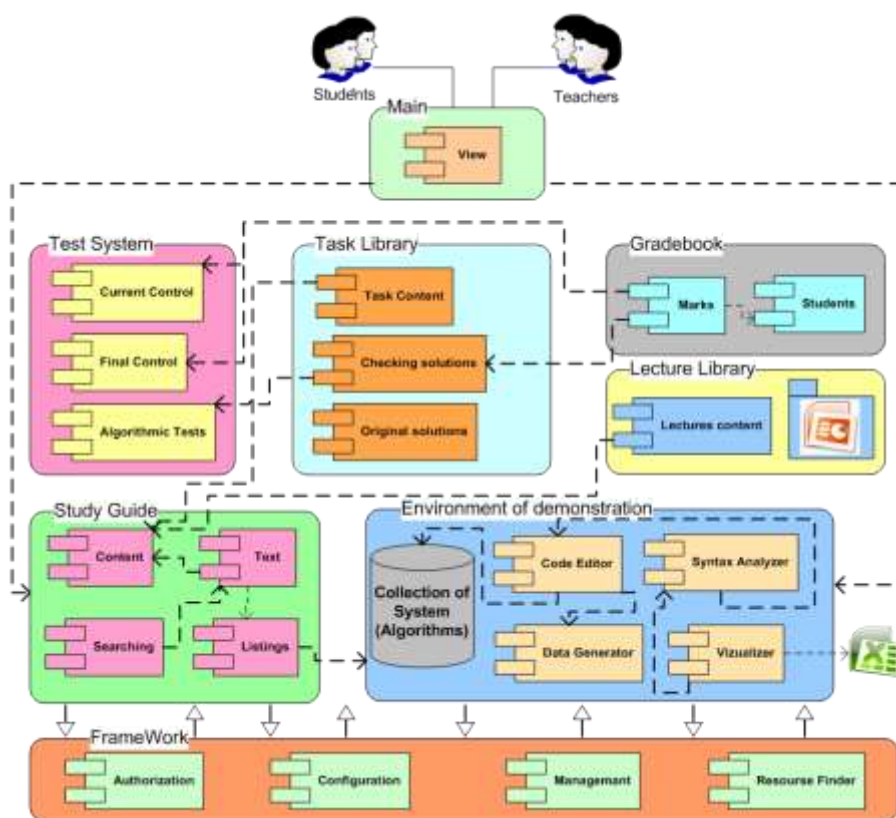 Students
Teachers
Main
View
Test System
Current Control
Final Control
Algorithmic Tests
Task Library
Task Content
Checking solutions
Original solutions
Gradebook
Marks
Students
Lecture Library
Lectures content
Study Guide
Content
Text
Searching
Listings
Environment of demonstration
Collection of
System
(Algorithms)
Code Editor
Syntax Analyzer
Data Generator
Vizualizer
FrameWork
Authorization
Configuration
Management
Resourse Finder